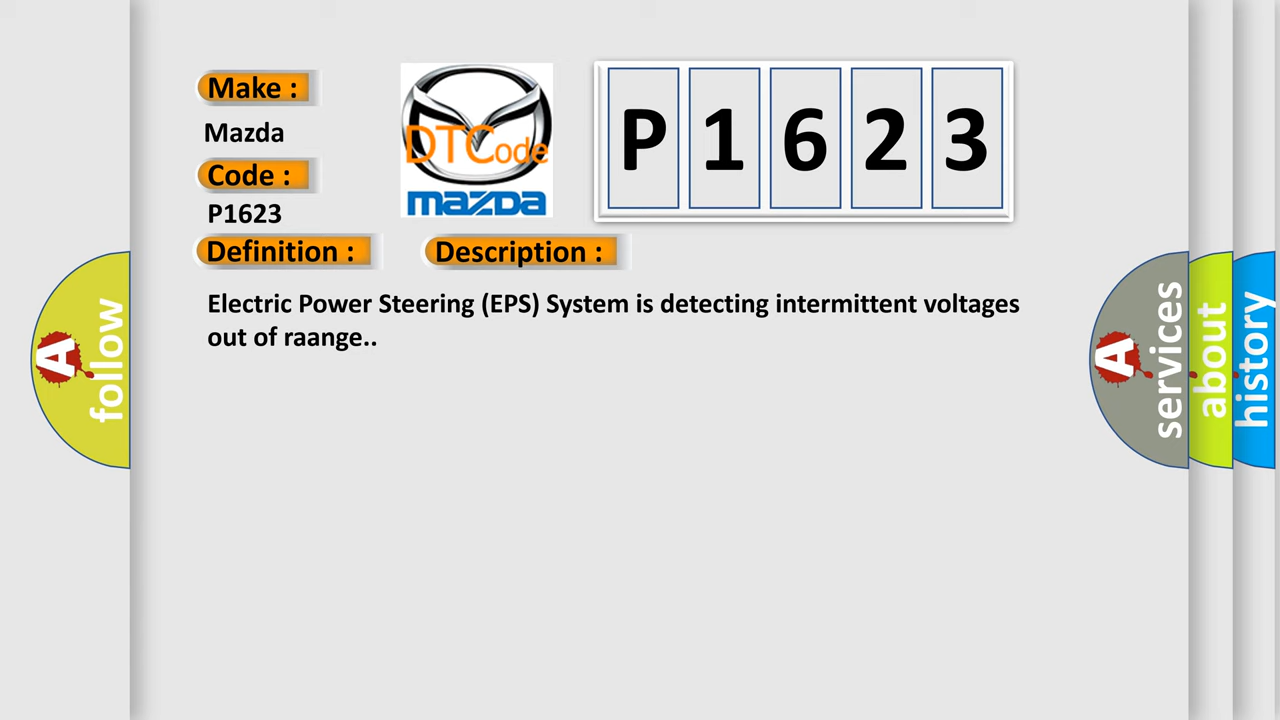 Make :
Mazda
Code :
P1623
Definition :
Description :
Electric Power Steering (EPS) System is detecting intermittent voltages
out of raange..
DTCode
mazda
P 1 6 2 3
A follow
A services
about
history